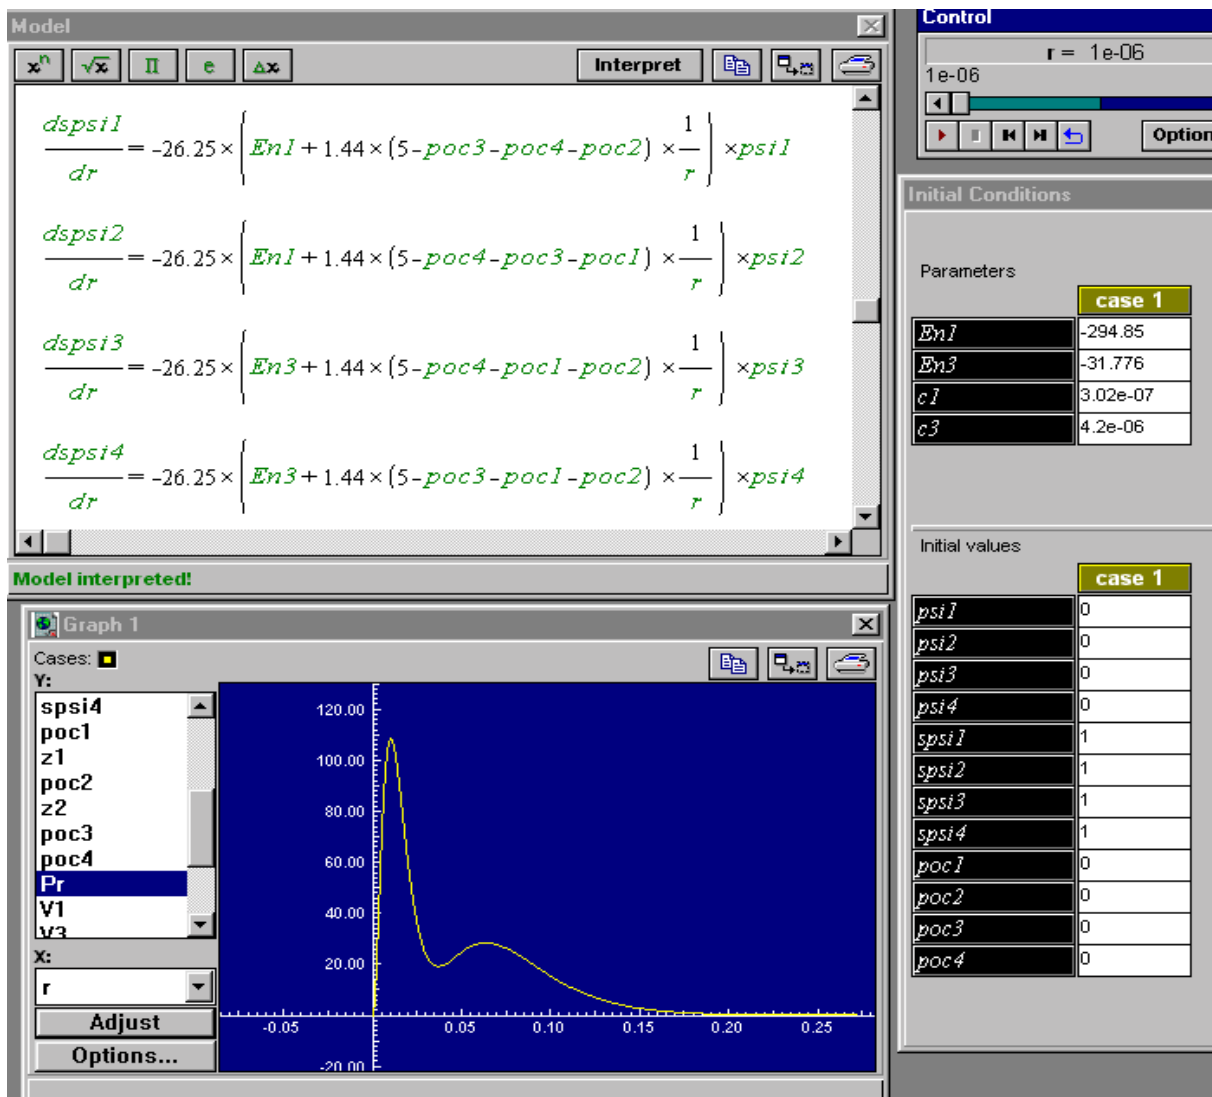 Model
xⁿ √x Π e Δx Interpret
dspsi1/dr = -26.25 × ( En1 + 1.44 × (5-poc3-poc4-poc2) × 1/r ) ×psi1
dspsi2/dr = -26.25 × ( En1 + 1.44 × (5-poc4-poc3-poc1) × 1/r ) ×psi2
dspsi3/dr = -26.25 × ( En3 + 1.44 × (5-poc4-poc1-poc2) × 1/r ) ×psi3
dspsi4/dr = -26.25 × ( En3 + 1.44 × (5-poc3-poc1-poc2) × 1/r ) ×psi4
Model interpreted!
Control
r = 1e-06
1e-06
Option
Initial Conditions
Parameters
case 1
En1 -294.85
En3 -31.776
c1 3.02e-07
c3 4.2e-06
Initial values
case 1
psi1 0
psi2 0
psi3 0
psi4 0
spsi1 1
spsi2 1
spsi3 1
spsi4 1
poc1 0
poc2 0
poc3 0
poc4 0
Graph 1
Cases:
Y:
spsi4
poc1
z1
poc2
z2
poc3
poc4
Pr
V1
V3
X:
r
Adjust
Options...
120.00
100.00
80.00
60.00
40.00
20.00
-0.05 0.05 0.10 0.15 0.20 0.25
-20.00